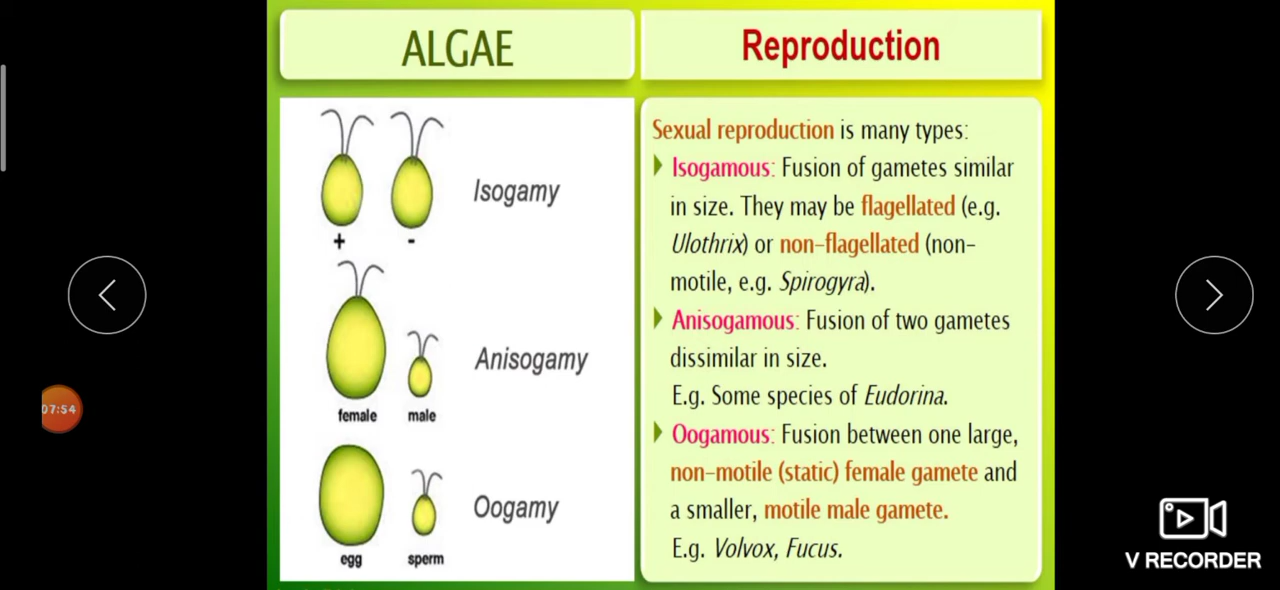 ALGAE
Reproduction
+
-
Isogamy
female
male
Anisogamy
egg
sperm
Oogamy
Sexual reproduction is many types:
Isogamous: Fusion of gametes similar
in size. They may be flagellated (e.g.
Ulothrix) or non-flagellated (non-
motile, e.g. Spirogyra).
Anisogamous: Fusion of two gametes
dissimilar in size.
E.g. Some species of Eudorina.
Oogamous: Fusion between one large,
non-motile (static) female gamete and
a smaller, motile male gamete.
E.g. Volvox, Fucus.
07:54
V RECORDER